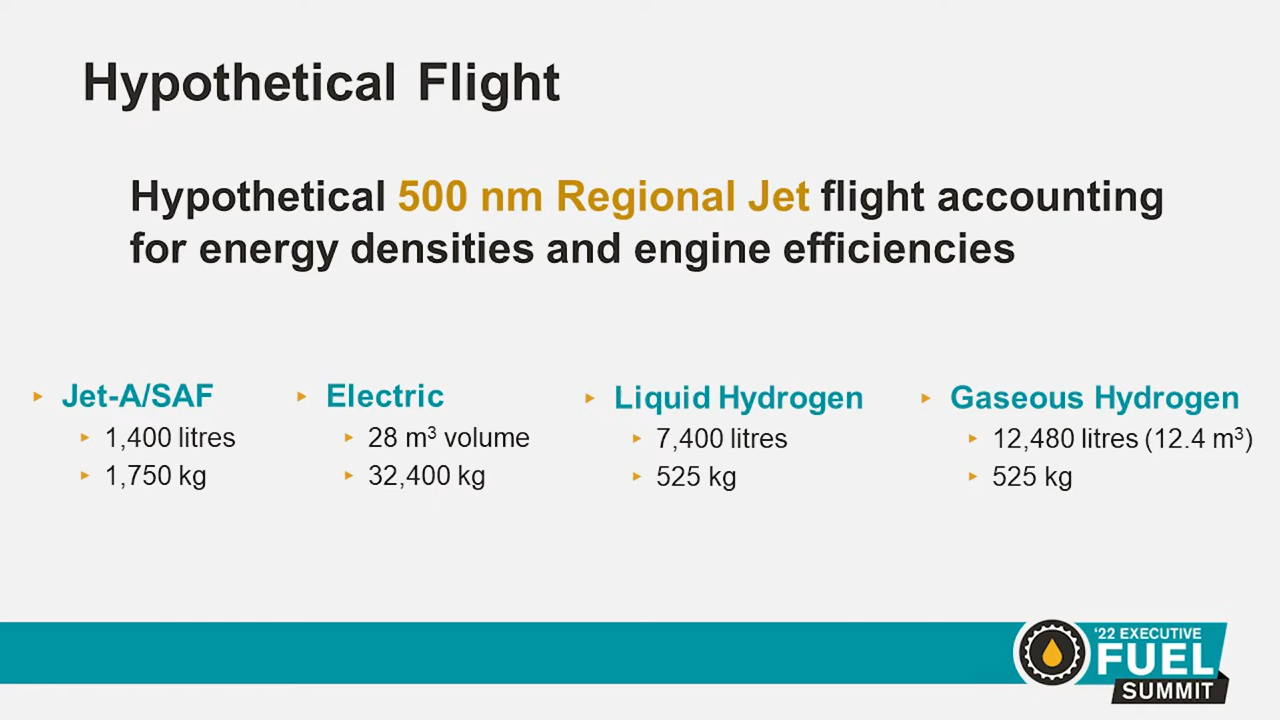 Hypothetical Flight
Hypothetical 500 nm Regional Jet flight accounting
for energy densities and engine efficiencies
Jet-A/SAF
1,400 litres
1,750 kg
Electric
28 m³ volume
32,400 kg
Liquid Hydrogen
7,400 litres
525 kg
Gaseous Hydrogen
12,480 litres (12.4 m³)
525 kg
‘22 EXECUTIVE
FUEL
SUMMIT